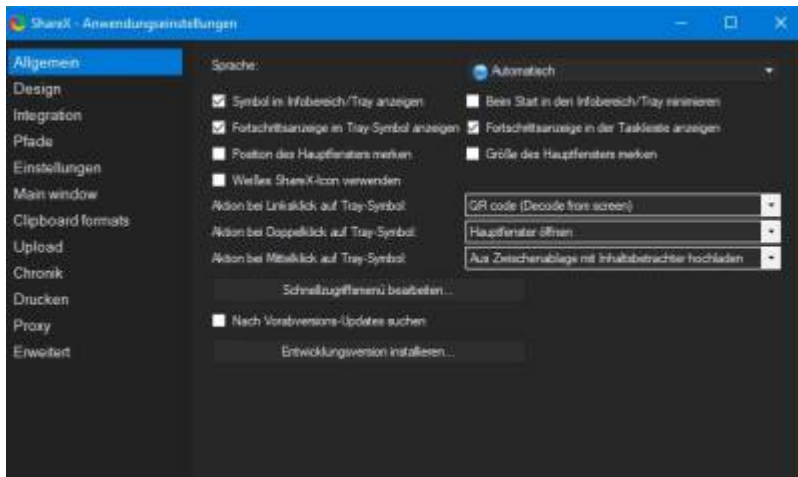 ShareX - Anwendungseinstellungen
Allgemein
Design
Integration
Pfade
Einstellungen
Main window
Clipboard formats
Upload
Chronik
Drucken
Proxy
Erweitert
Sprache:
Automatisch
Symbol im Infobereich/Tray anzeigen
Beim Start in den Infobereich/Tray minimieren
Fortschrittsanzeige im Tray-Symbol anzeigen
Fortschrittsanzeige in der Taskleiste anzeigen
Position des Hauptfensters merken
Größe des Hauptfensters merken
Weißes ShareX-Icon verwenden
Aktion bei Linksklick auf Tray-Symbol:
QR code (Decode from screen)
Aktion bei Doppelklick auf Tray-Symbol:
Hauptfenster öffnen
Aktion bei Mittelklick auf Tray-Symbol:
Aus Zwischenablage mit Inhaltsbetrachter hochladen
Schnellzugriffsmenü bearbeiten...
Nach Vorabversions-Updates suchen
Entwicklungsversion installieren...